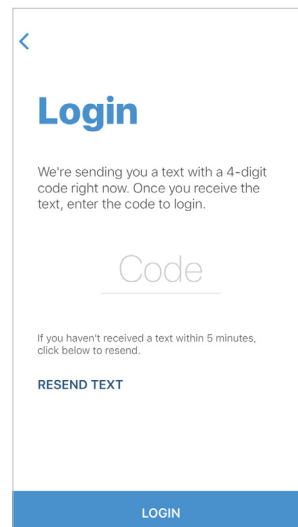 Login
We're sending you a text with a 4-digit
code right now. Once you receive the
text, enter the code to login.
Code
If you haven't received a text within 5 minutes,
click below to resend.
RESEND TEXT
LOGIN